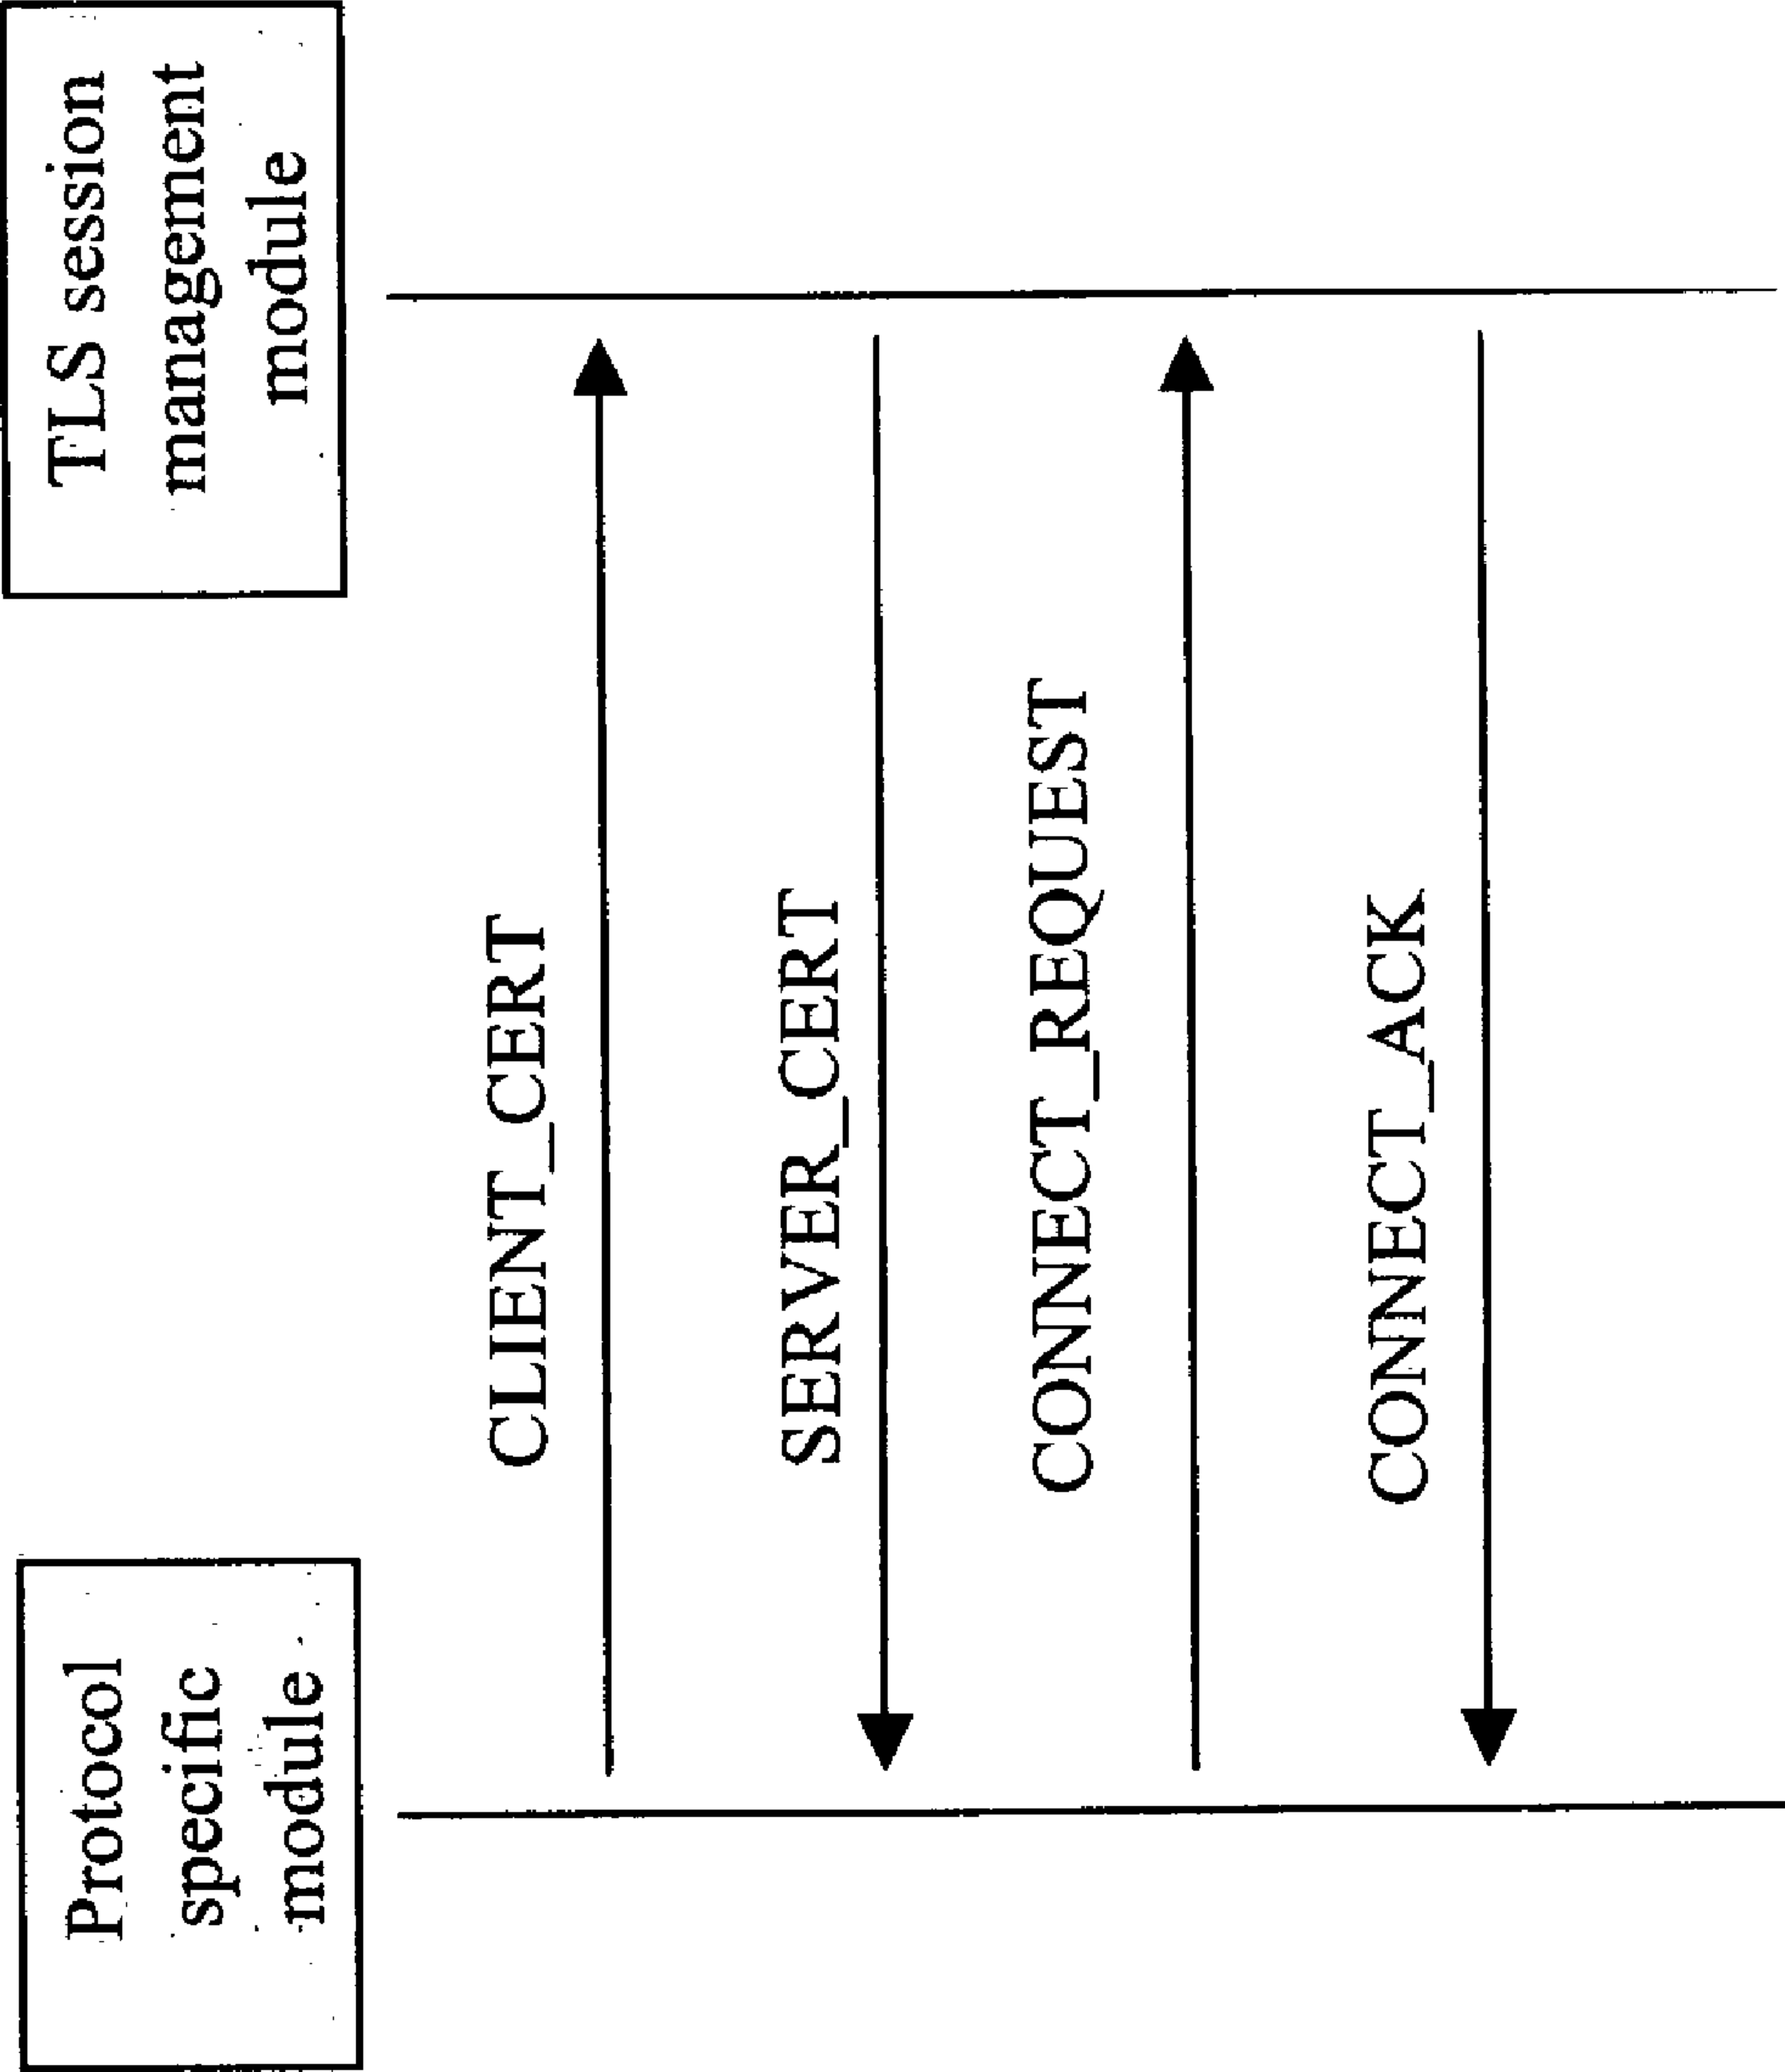 Protocol
specific
module
TLS session
management
module
CLIENT_CERT
SERVER_CERT
CONNECT_REQUEST
CONNECT_ACK